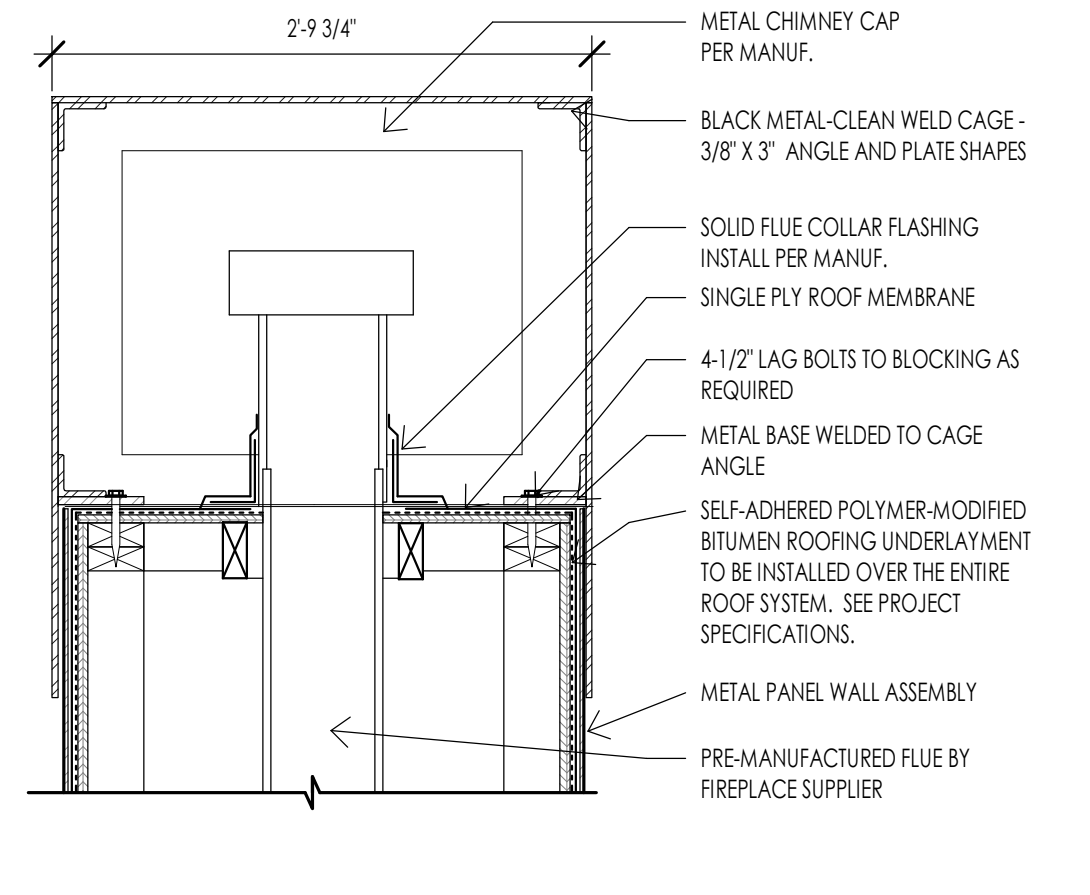 2'-9 3/4"
METAL CHIMNEY CAP
PER MANUF.
BLACK METAL-CLEAN WELD CAGE -
3/8" X 3" ANGLE AND PLATE SHAPES
SOLID FLUE COLLAR FLASHING
INSTALL PER MANUF.
SINGLE PLY ROOF MEMBRANE
4-1/2" LAG BOLTS TO BLOCKING AS
REQUIRED
METAL BASE WELDED TO CAGE
ANGLE
SELF-ADHERED POLYMER-MODIFIED
BITUMEN ROOFING UNDERLAYMENT
TO BE INSTALLED OVER THE ENTIRE
ROOF SYSTEM. SEE PROJECT
SPECIFICATIONS.
METAL PANEL WALL ASSEMBLY
PRE-MANUFACTURED FLUE BY
FIREPLACE SUPPLIER